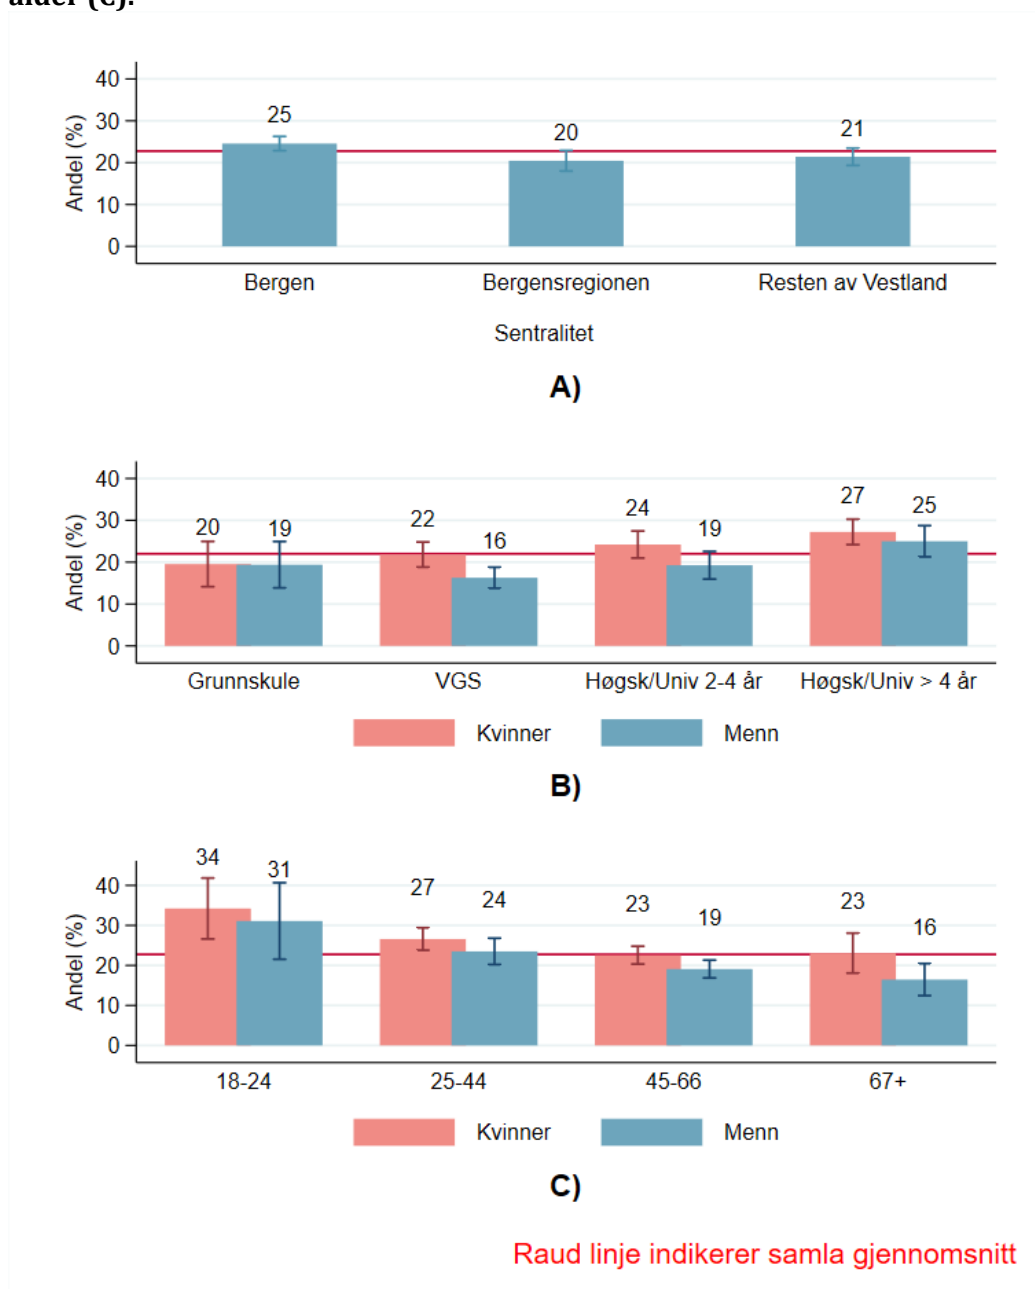 alder (C).
40
30
20
10
0
Andel (%)
25
20
21
Bergen
Bergensregionen
Resten av Vestland
Sentralitet
A)
40
30
20
10
0
Andel (%)
20
19
22
16
24
19
27
25
Grunnskule
VGS
Høgsk/Univ 2-4 år
Høgsk/Univ > 4 år
Kvinner
Menn
B)
40
30
20
10
0
Andel (%)
34
31
27
24
23
19
23
16
18-24
25-44
45-66
67+
Kvinner
Menn
C)
Raud linje indikerer samla gjennomsnitt